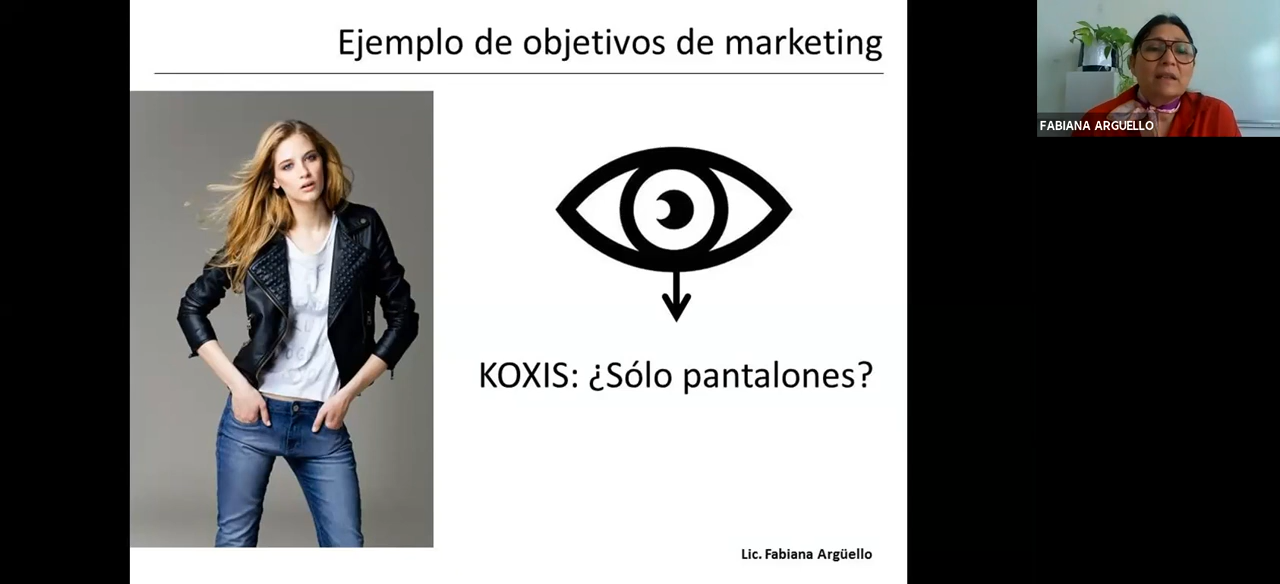 Ejemplo de objetivos de marketing
FABIANA ARGUELLO
KOXIS: ¿Sólo pantalones?
Lic. Fabiana Argüello